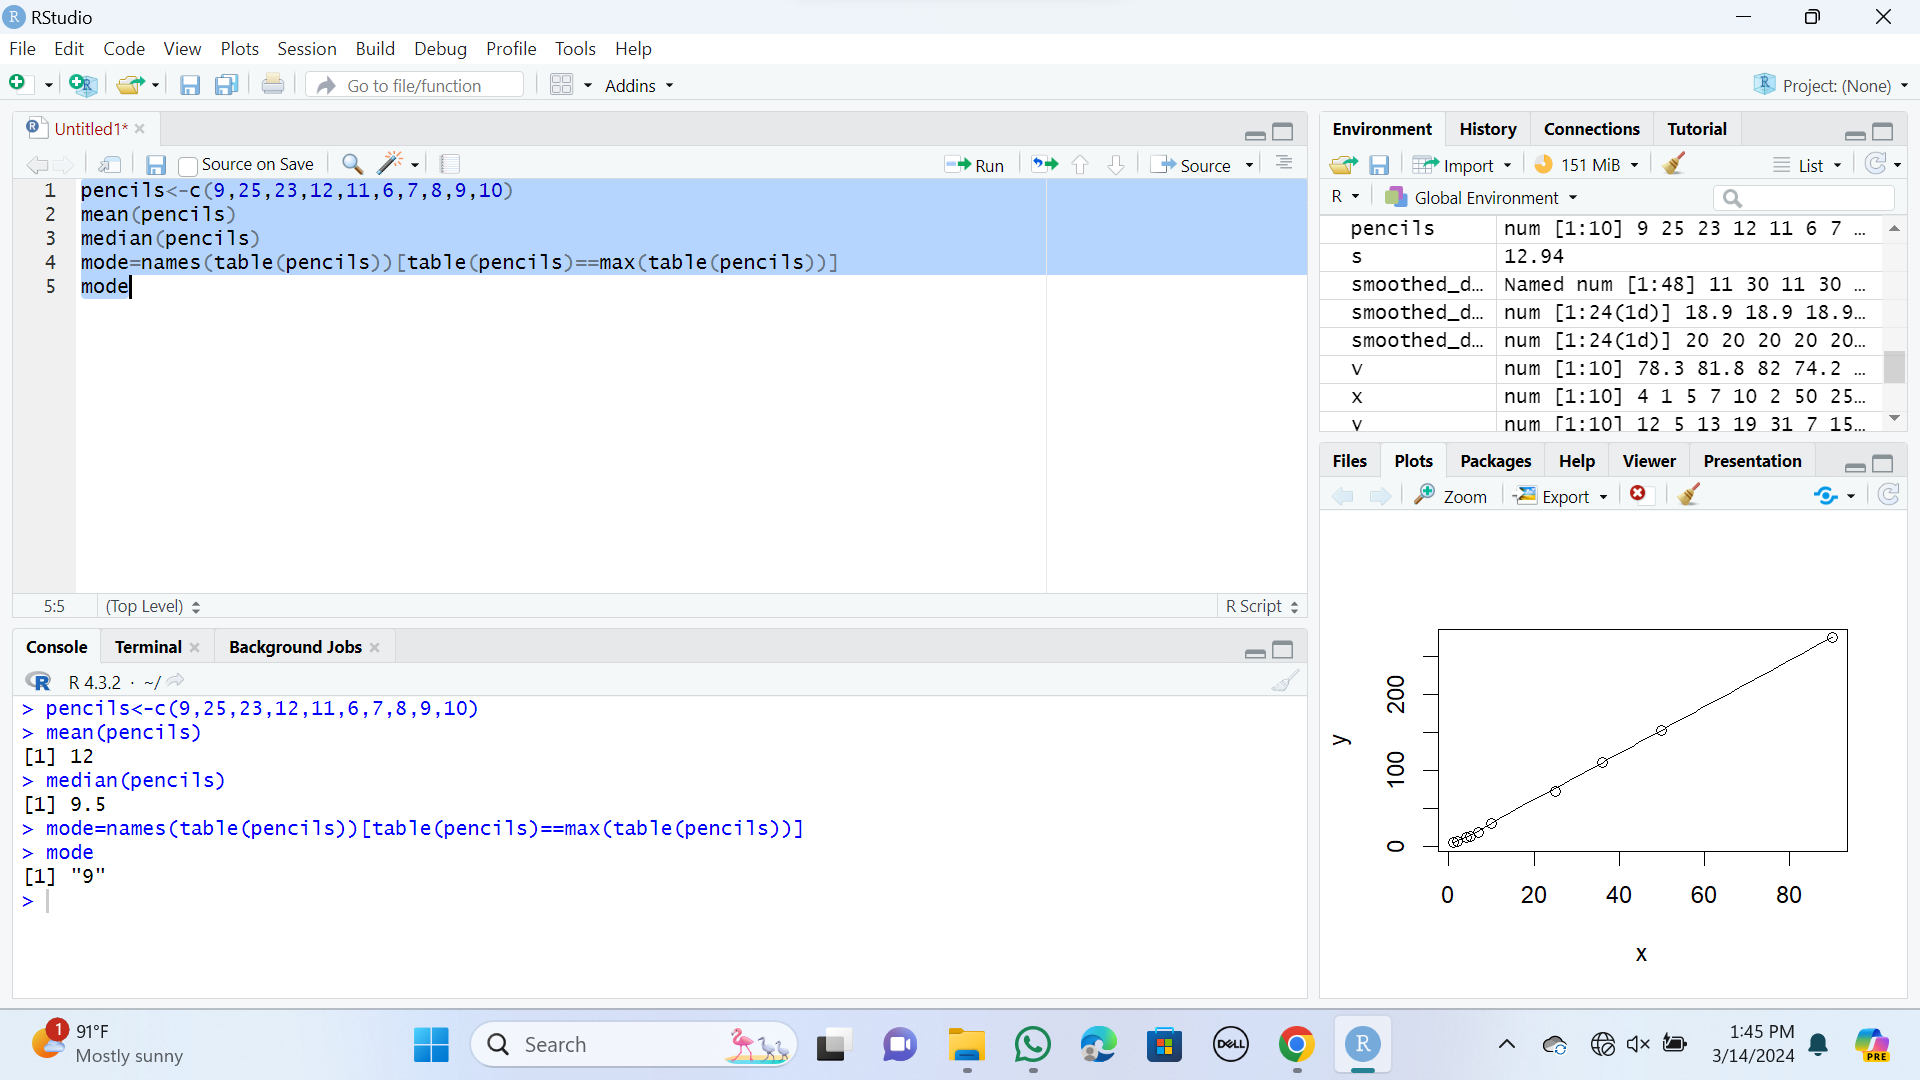 RStudio
File Edit Code View Plots Session Build Debug Profile Tools Help
Go to file/function Addins Project: (None)
Untitled1*
Source on Save Run Source
1 pencils<-c(9,25,23,12,11,6,7,8,9,10)
2 mean(pencils)
3 median(pencils)
4 mode=names(table(pencils))[table(pencils)==max(table(pencils))]
5 mode
5:5 (Top Level) R Script
Console Terminal Background Jobs
R 4.3.2 · ~/
> pencils<-c(9,25,23,12,11,6,7,8,9,10)
> mean(pencils)
[1] 12
> median(pencils)
[1] 9.5
> mode=names(table(pencils))[table(pencils)==max(table(pencils))]
> mode
[1] "9"
>
Environment History Connections Tutorial
Import 151 MiB List
R Global Environment
pencils num [1:10] 9 25 23 12 11 6 7 …
s 12.94
smoothed_d… Named num [1:48] 11 30 11 30 …
smoothed_d… num [1:24(1d)] 18.9 18.9 18.9…
smoothed_d… num [1:24(1d)] 20 20 20 20 20…
v num [1:10] 78.3 81.8 82 74.2 …
x num [1:10] 4 1 5 7 10 2 50 25…
y num [1:10] 12 5 13 19 31 7 15…
Files Plots Packages Help Viewer Presentation
Zoom Export
y
200
100
0
0 20 40 60 80
x
1
91°F
Mostly sunny
Search
DELL
R
1:45 PM
3/14/2024
PRE